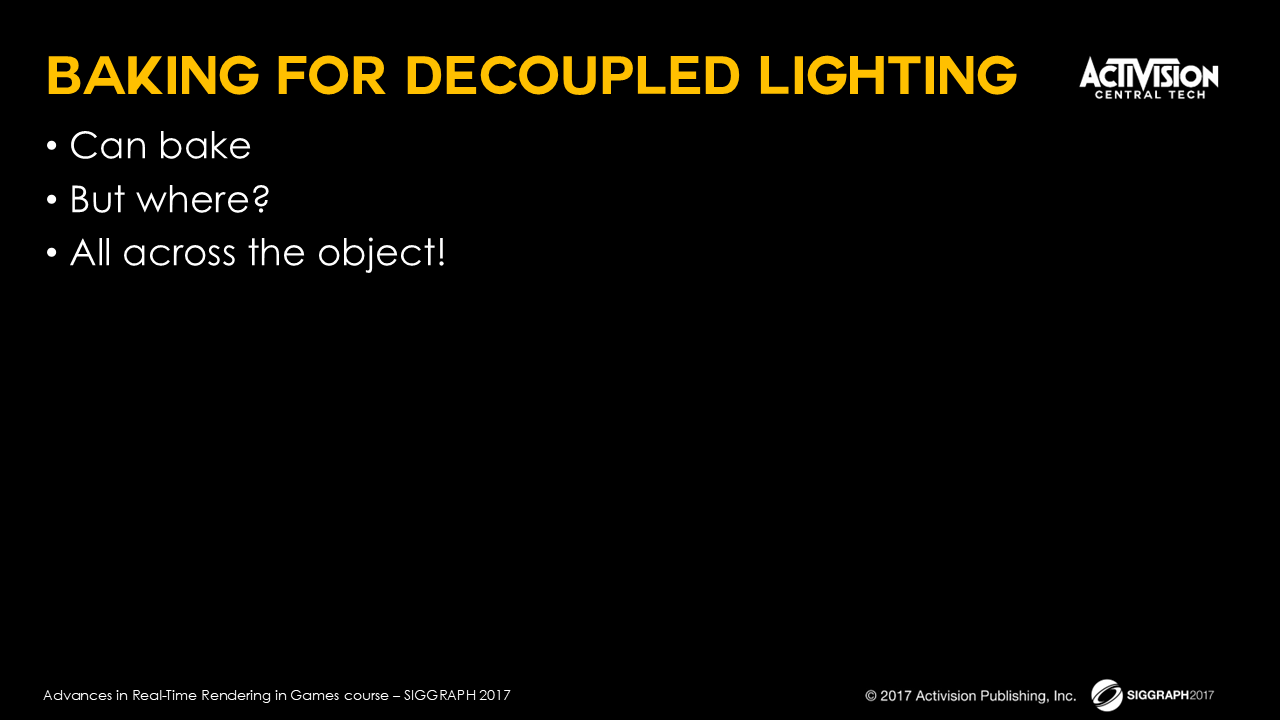 BAKING FOR DECOUPLED LIGHTING
ACTIVISION
CENTRAL TECH
• Can bake
• But where?
• All across the object!
Advances in Real-Time Rendering in Games course – SIGGRAPH 2017
© 2017 Activision Publishing, Inc.
SIGGRAPH2017